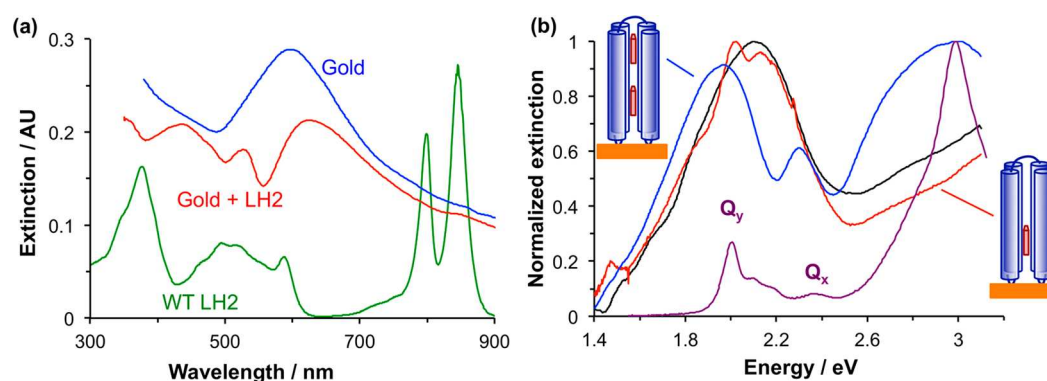 (a)
0.3
0.2
0.1
0
Extinction / AU
Gold
Gold + LH2
WT LH2
300 500 700 900
Wavelength / nm
(b)
1
0.8
0.6
0.4
0.2
0
Normalized extinction
Qy
Qx
1.4 1.8 2.2 2.6 3
Energy / eV